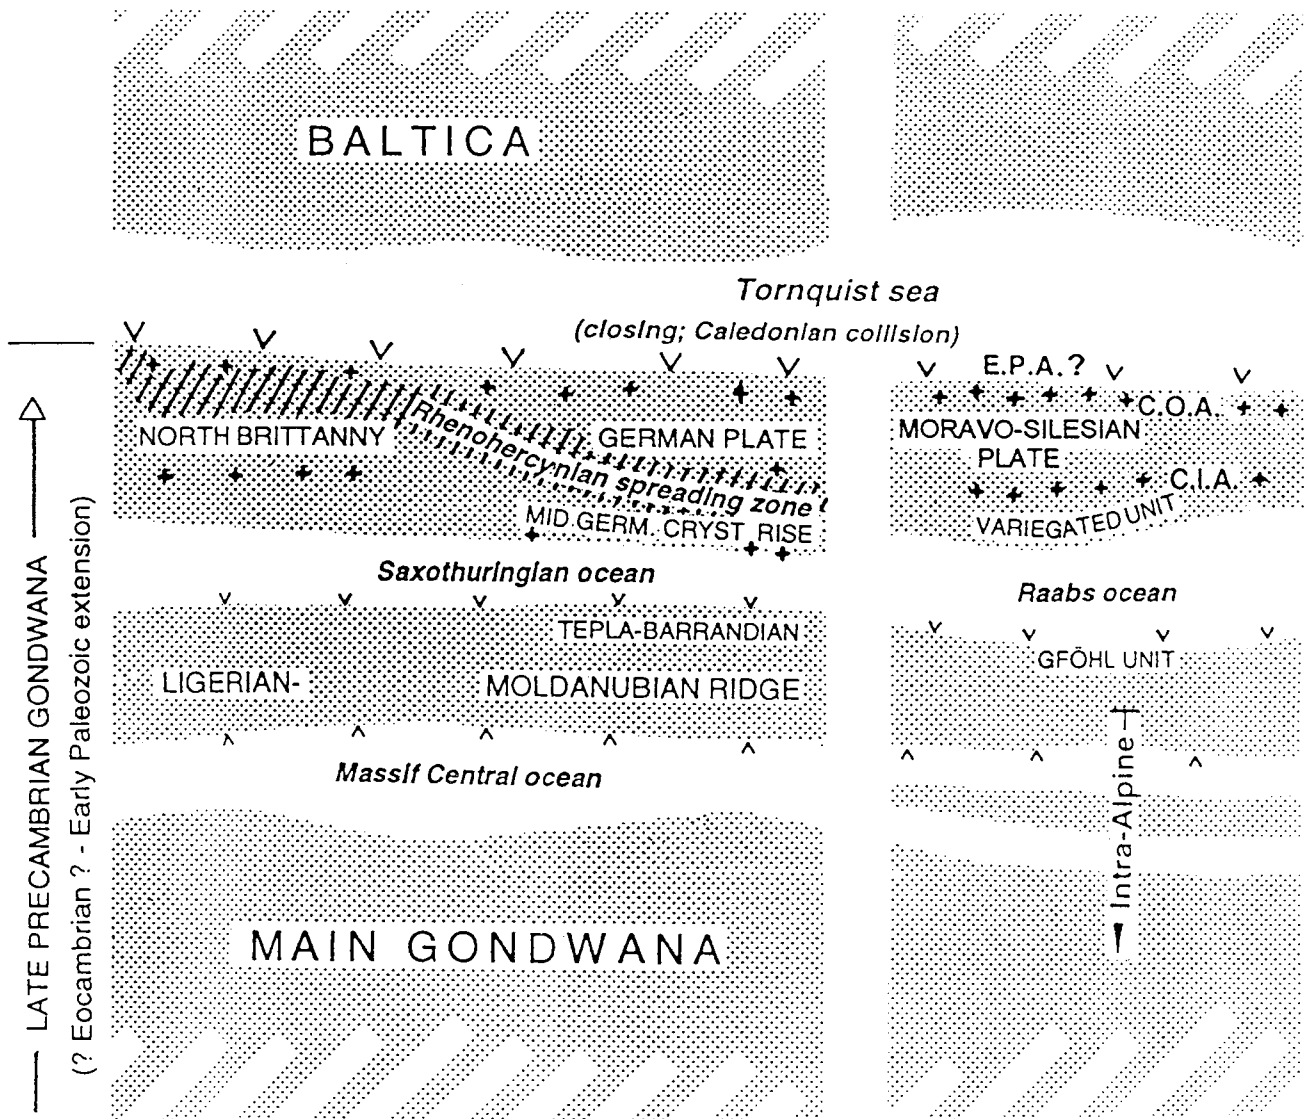 BALTICA
Tornquist sea
(closing; Caledonian collision)
E.P.A.?
C.O.A.
NORTH BRITTANNY
Rhenohercynian spreading zone
GERMAN PLATE
MORAVO-SILESIAN
PLATE
C.I.A.
MID GERM. CRYST. RISE
VARIEGATED UNIT
Saxothuringian ocean
Raabs ocean
TEPLA-BARRANDIAN
LIGERIAN-
MOLDANUBIAN RIDGE
GFÖHL UNIT
Massif Central ocean
Intra-Alpine
MAIN GONDWANA
LATE PRECAMBRIAN GONDWANA
(? Eocambrian ? - Early Paleozoic extension)